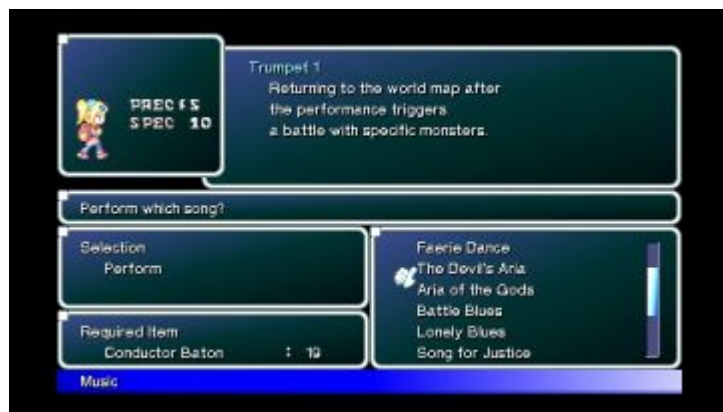 PRECIS
SPEC 10
Trumpet 1
Returning to the world map after
the performance triggers
a battle with specific monsters.
Perform which song?
Selection
Perform
Required Item
Conductor Baton : 19
Faerie Dance
The Devil's Aria
Aria of the Gods
Battle Blues
Lonely Blues
Song for Justice
Music